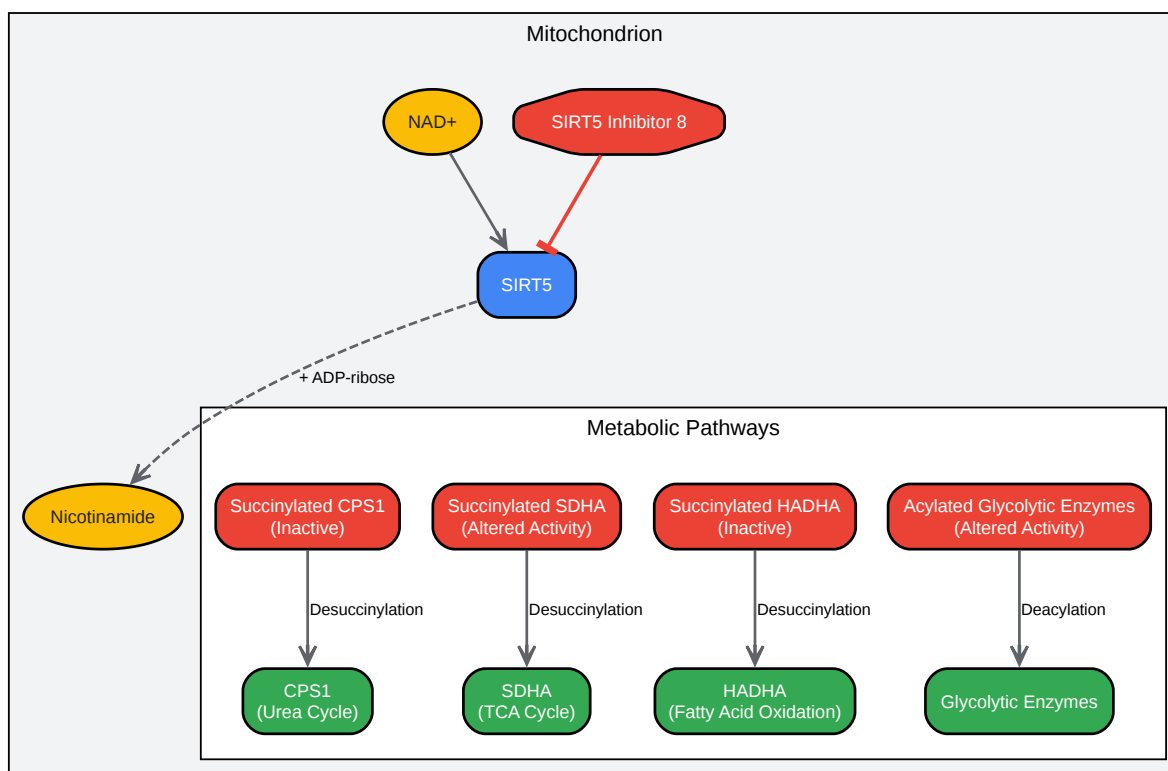 Mitochondrion
NAD+
SIRT5 Inhibitor 8
SIRT5
+ ADP-ribose
Metabolic Pathways
Nicotinamide
Succinylated CPS1
(Inactive)
Succinylated SDHA
(Altered Activity)
Succinylated HADHA
(Inactive)
Acylated Glycolytic Enzymes
(Altered Activity)
Desuccinylation
Desuccinylation
Desuccinylation
Deacylation
CPS1
(Urea Cycle)
SDHA
(TCA Cycle)
HADHA
(Fatty Acid Oxidation)
Glycolytic Enzymes